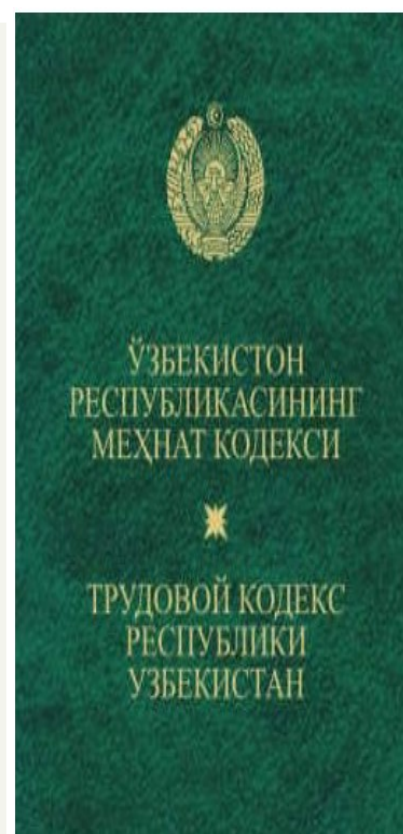 ЎЗБЕКИСТОН
РЕСПУБЛИКАСИНИНГ
МЕҲНАТ КОДЕКСИ
ТРУДОВОЙ КОДЕКС
РЕСПУБЛИКИ
УЗБЕКИСТАН